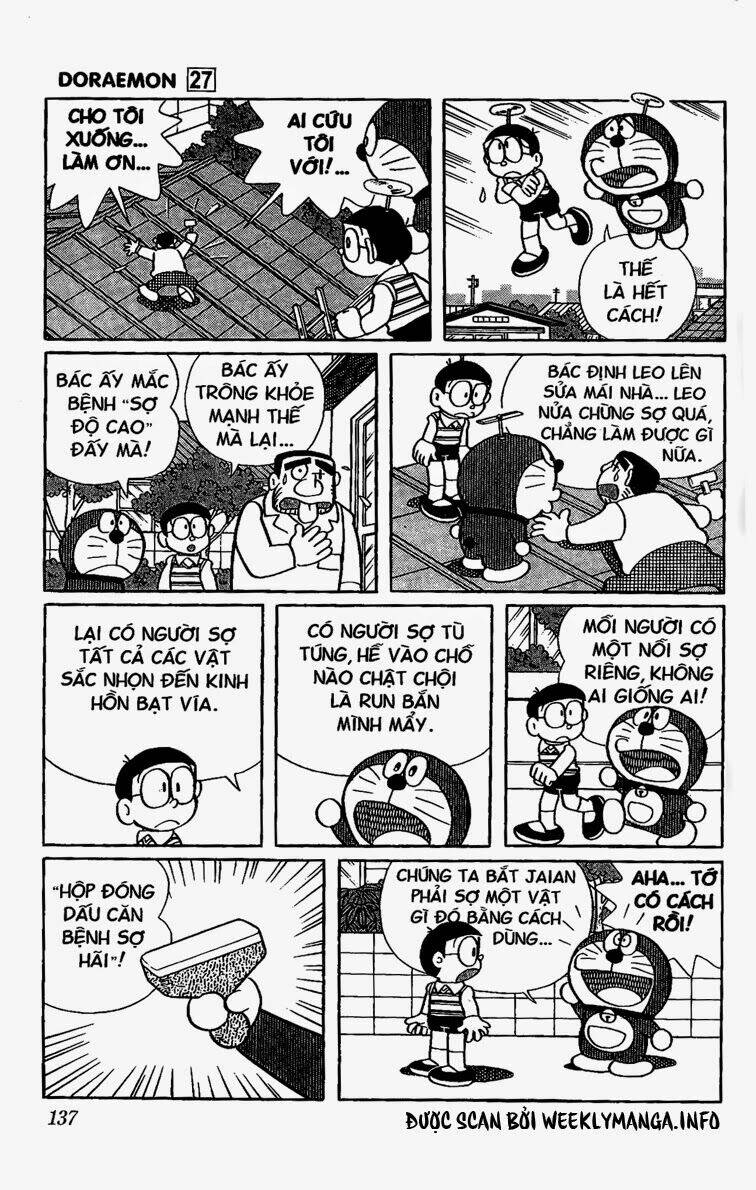 DORAEMON 27
THẾ
LÀ HẾT
CÁCH!
AI CỨU
TÔI
VỚI!...
CHO TÔI
XUỐNG...
LÀM ƠN...
BÁC ĐỊNH LEO LÊN
SỬA MÁI NHÀ... LEO
NỬA CHỪNG SỢ QUÁ,
CHẲNG LÀM ĐƯỢC GÌ
NỮA.
BÁC ẤY
TRÔNG KHỎE
MẠNH THẾ
MÀ LẠI...
BÁC ẤY MẮC
BỆNH "SỢ
ĐỘ CAO"
ĐẤY MÀ!
MỖI NGƯỜI CÓ
MỘT NỖI SỢ
RIÊNG, KHÔNG
AI GIỐNG AI!
CÓ NGƯỜI SỢ TÙ
TÚNG, HỄ VÀO CHỖ
NÀO CHẬT CHỘI
LÀ RUN BẮN
MÌNH MẨY.
LẠI CÓ NGƯỜI SỢ
TẤT CẢ CÁC VẬT
SẮC NHỌN ĐẾN KINH
HỒN BẠT VÍA.
AHA... TỚ
CÓ CÁCH
RỒI!
CHÚNG TA BẮT JAIAN
PHẢI SỢ MỘT VẬT
GÌ ĐÓ BẰNG CÁCH
DÙNG...
"HỘP ĐÓNG
DẤU CĂN
BỆNH SỢ
HÃI"!
137
ĐƯỢC SCAN BỞI WEEKLYMANGA.INFO